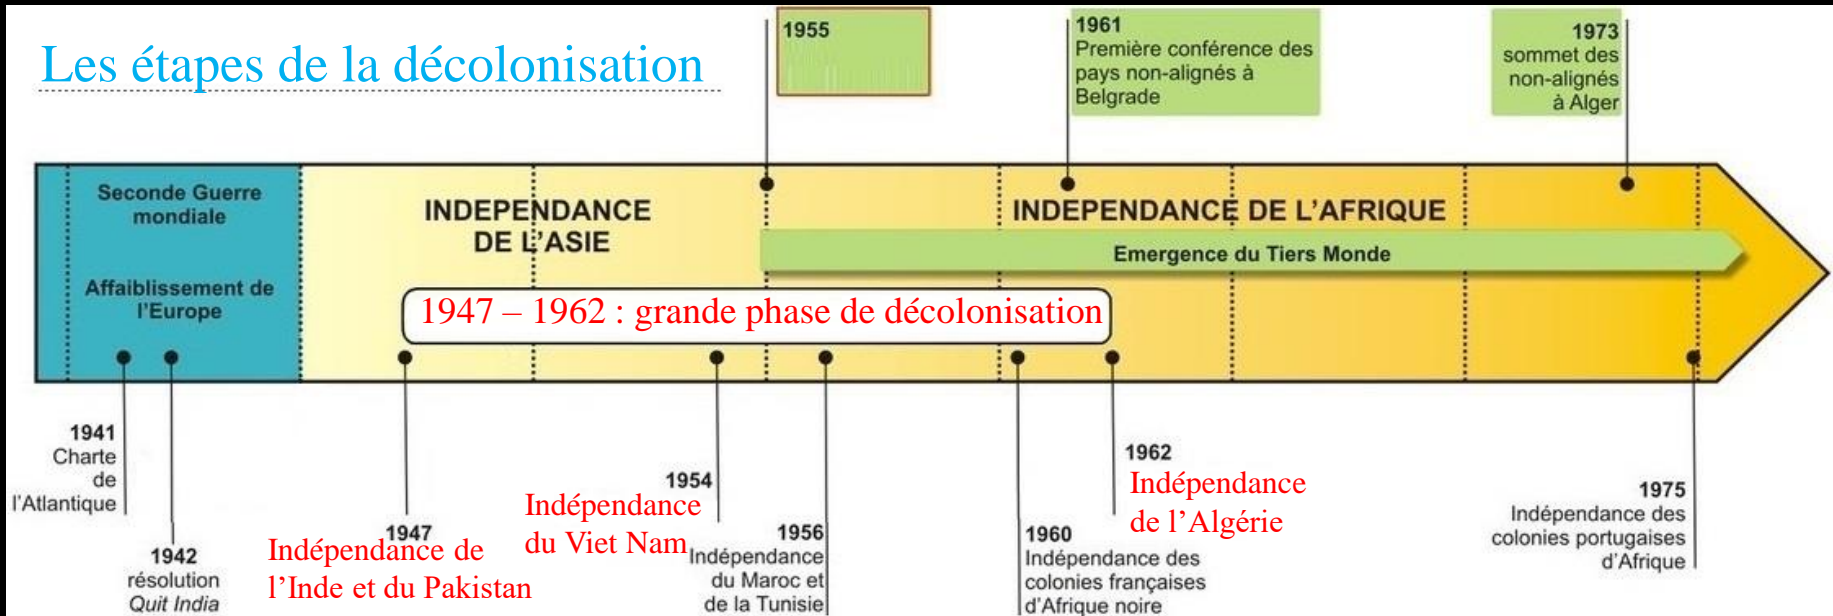 Les étapes de la décolonisation
1955
1961
Première conférence des
pays non-alignés à
Belgrade
1973
sommet des
non-alignés
à Alger
Seconde Guerre
mondiale
Affaiblissement de
l'Europe
INDEPENDANCE
DE L'ASIE
INDEPENDANCE DE L'AFRIQUE
Emergence du Tiers Monde
1947 – 1962 : grande phase de décolonisation
1941
Charte
de
l'Atlantique
1942
résolution
Quit India
1947
Indépendance de
l’Inde et du Pakistan
1954
Indépendance
du Viet Nam
1956
Indépendance
du Maroc et
de la Tunisie
1960
Indépendance des
colonies françaises
d'Afrique noire
1962
Indépendance
de l’Algérie
1975
Indépendance des
colonies portugaises
d'Afrique